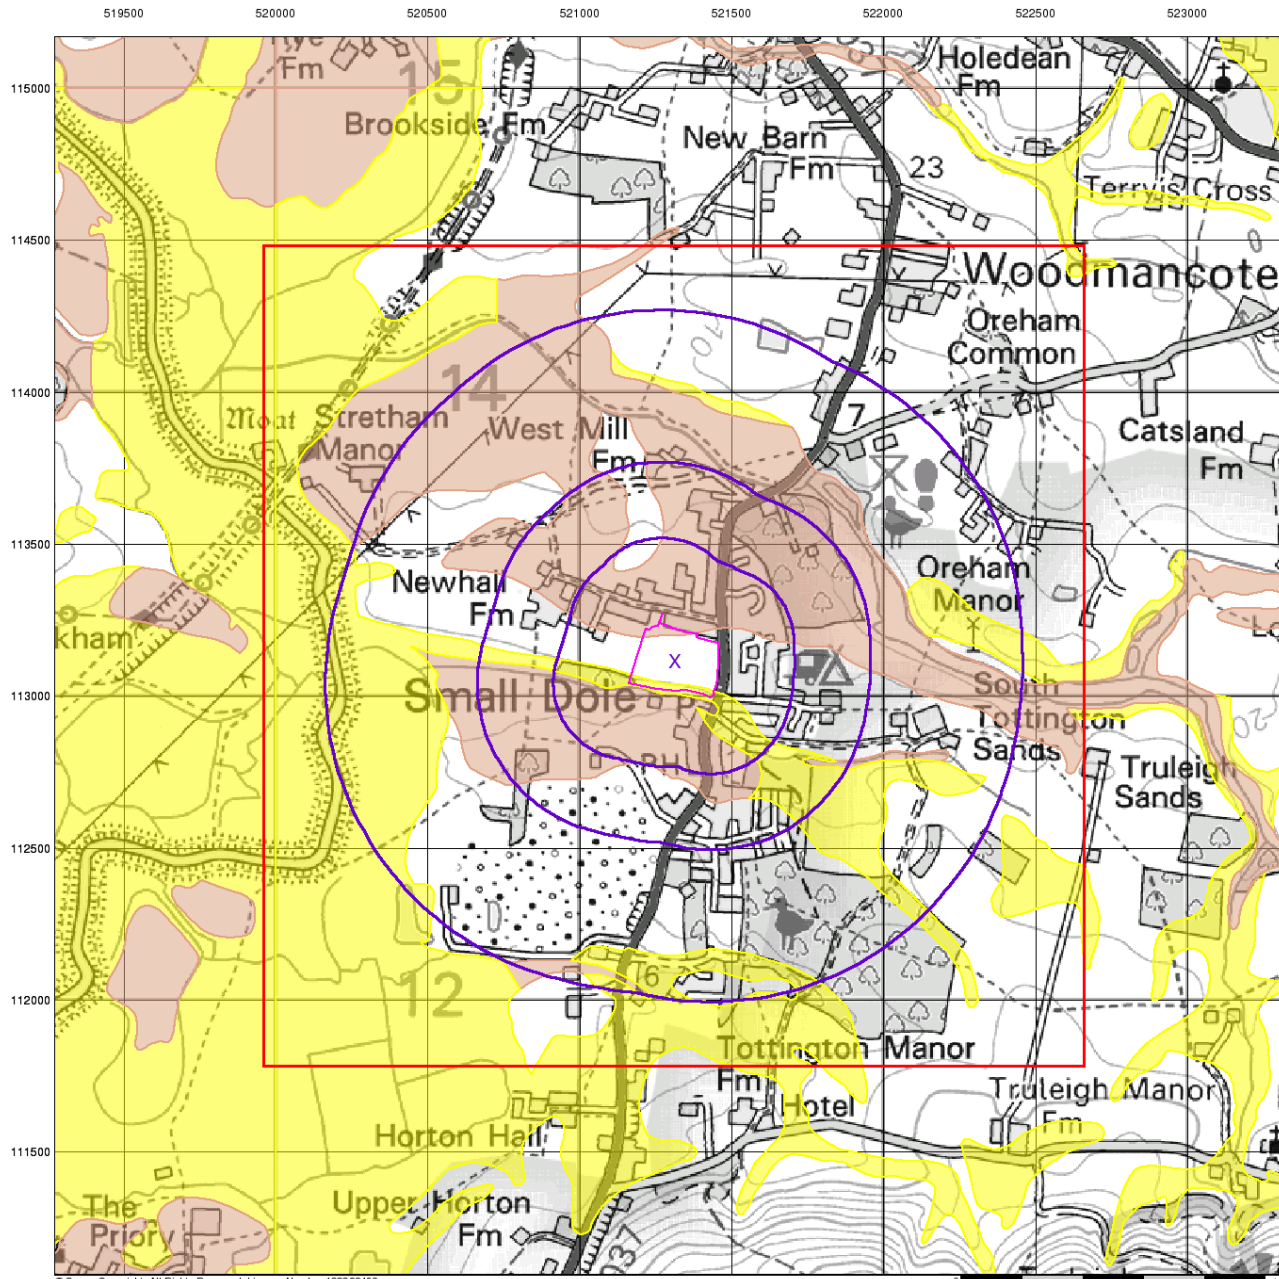 519500 520000 520500 521000 521500 522000 522500 523000
115000
114500
114000
113500
113000
112500
112000
111500
Fm
15
Holedean
Fm
Brookside Fm
New Barn
Fm
23
Terry's Cross
Woodmancote
Oreham
Common
14
Moat
Stretham
Manor
West Mill
Fm
7
Catsland
Fm
Newhall
Fm
Oreham
Manor
kham
X
Small Dole
P
South
Tottington
Sands
PH
Truleigh
Sands
12
6
Tottington Manor
Fm
Hotel
Truleigh Manor
Fm
Horton Hall
The
Priory
Upper Horton
Fm